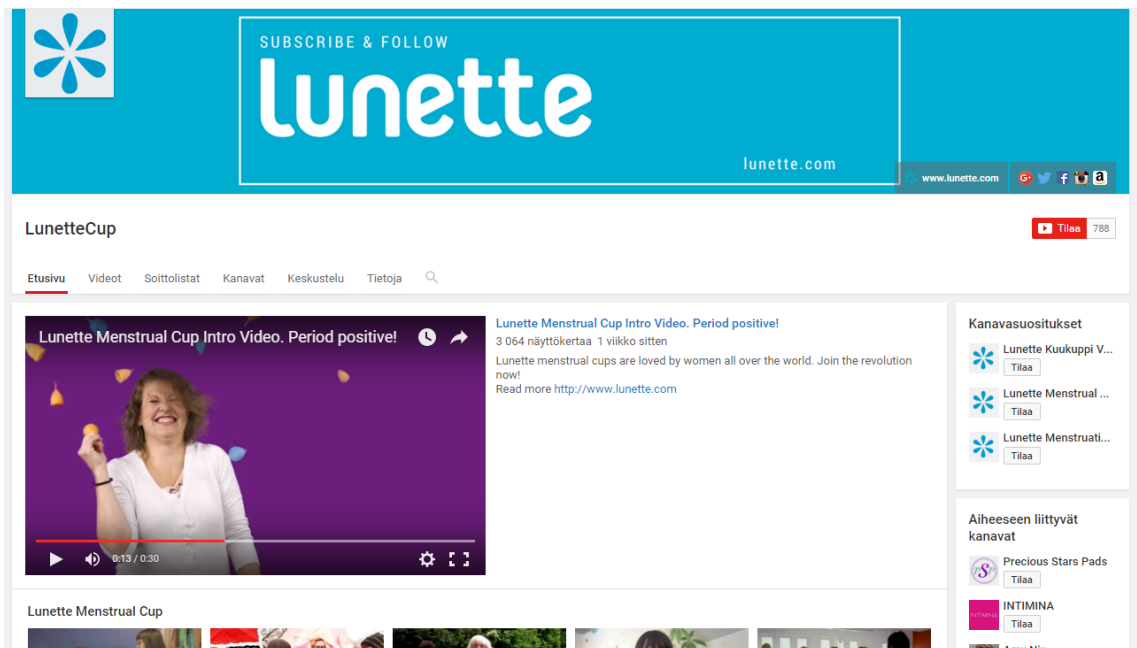 SUBSCRIBE & FOLLOW
lunette
lunette.com
www.lunette.com
LunetteCup
Tilaa 788
Etusivu Videot Soittolistat Kanavat Keskustelu Tietoja
Lunette Menstrual Cup Intro Video. Period positive!
0:13 / 0:30
Lunette Menstrual Cup Intro Video. Period positive!
3 064 näyttökertaa 1 viikko sitten
Lunette menstrual cups are loved by women all over the world. Join the revolution
now!
Read more http://www.lunette.com
Lunette Menstrual Cup
Kanavasuositukset
Lunette Kuukuppi V...
Tilaa
Lunette Menstrual ...
Tilaa
Lunette Menstruati...
Tilaa
Aiheeseen liittyvät
kanavat
PSP
Precious Stars Pads
Tilaa
INTIMINA
INTIMINA
Tilaa